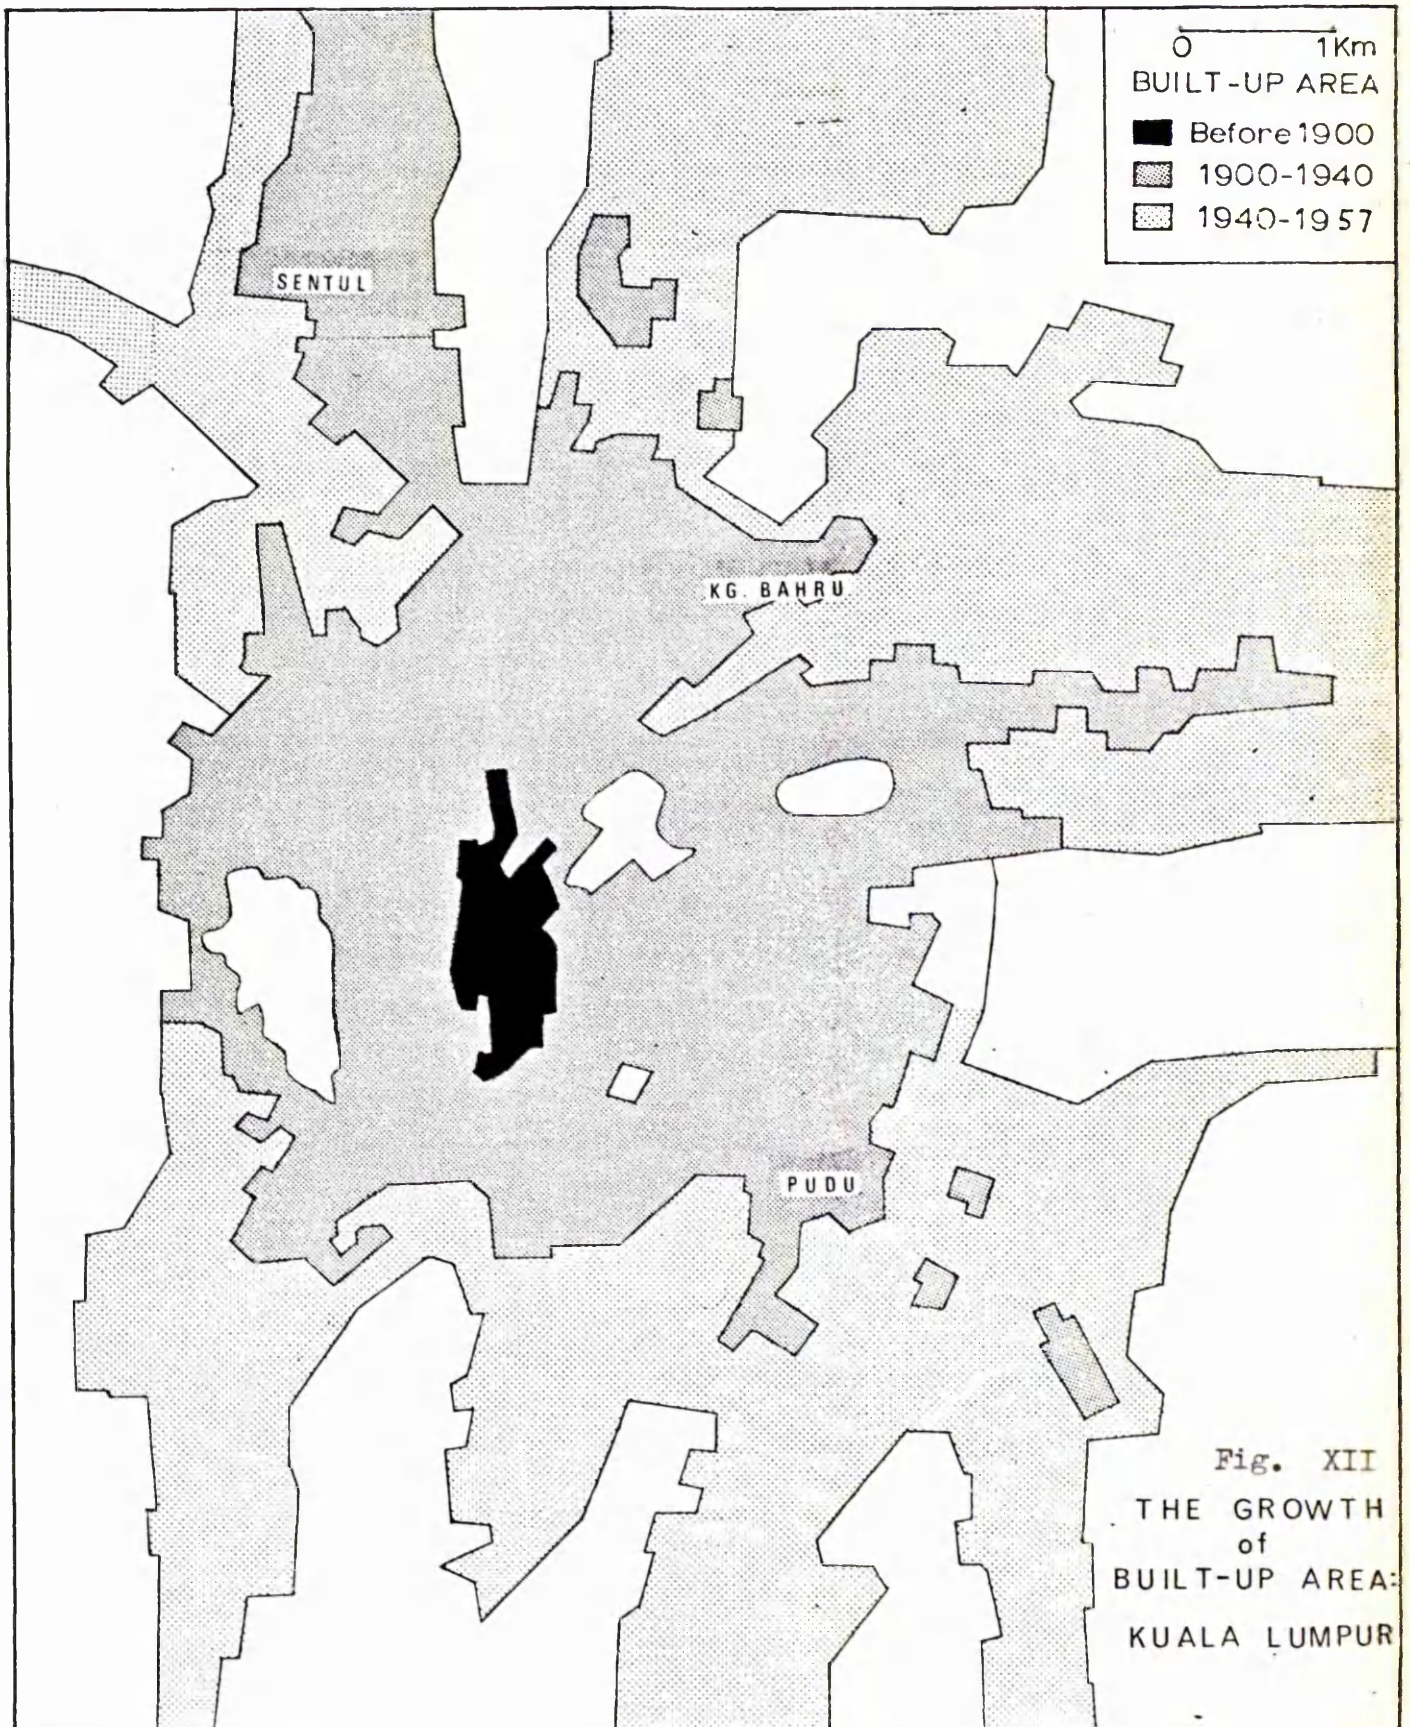 0 1Km
BUILT-UP AREA
Before 1900
1900-1940
1940-1957
SENTUL
KG. BAHRU
PUDU
Fig. XII
THE GROWTH
of
BUILT-UP AREA:
KUALA LUMPUR